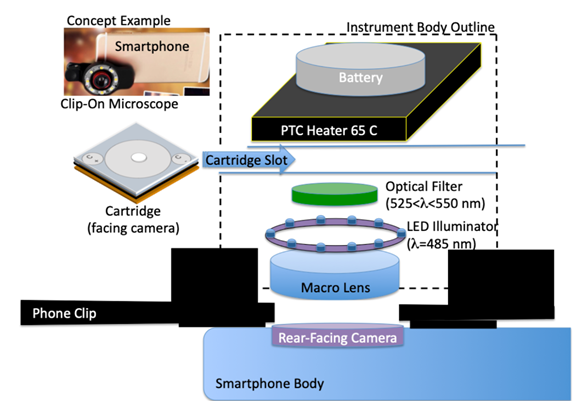 Concept Example
Instrument Body Outline
Smartphone
Battery
Clip-On Microscope
PTC Heater 65 C
Cartridge Slot
Optical Filter
(525<λ<550 nm)
Cartridge
(facing camera)
LED Illuminator
(λ=485 nm)
Macro Lens
Phone Clip
Rear-Facing Camera
Smartphone Body